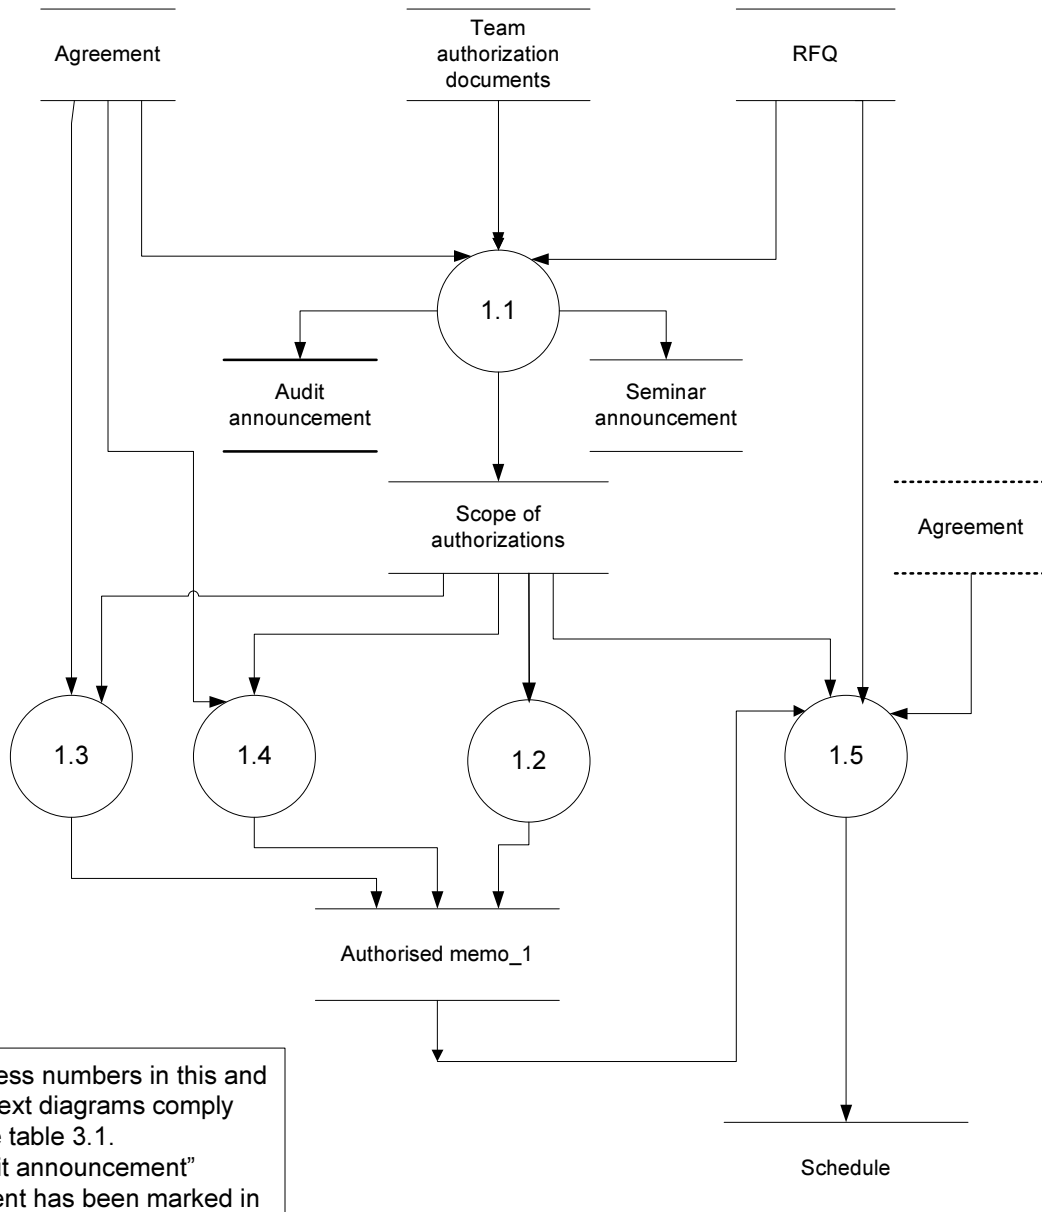 Agreement
Team
authorization
documents
RFQ
1.1
Audit
announcement
Seminar
announcement
Scope of
authorizations
Agreement
1.3
1.4
1.2
1.5
Authorised memo_1
ess numbers in this and
ext diagrams comply
e table 3.1.
it announcement”
ent has been marked in
Schedule